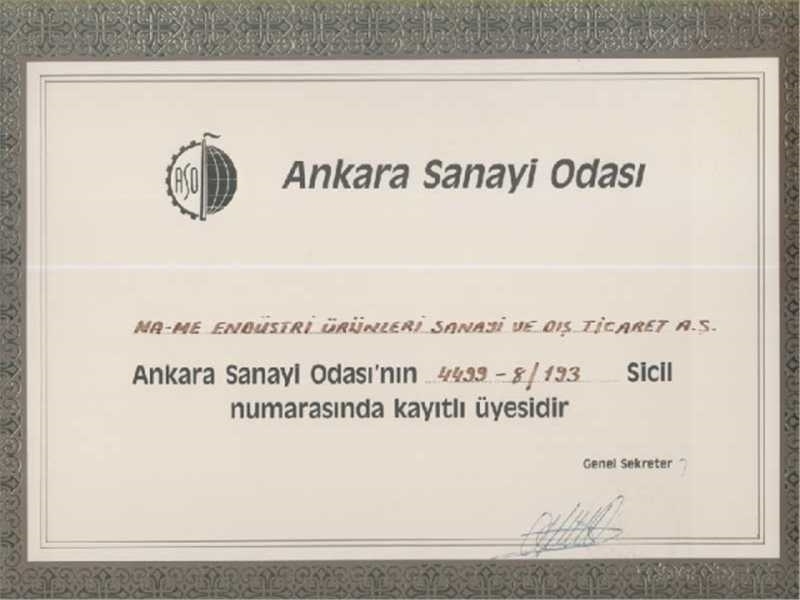 ASO
Ankara Sanayi Odası
MA-ME ENDÜSTRİ ÜRÜNLERİ SANAYİ VE DIŞ TİCARET A.Ş.
Ankara Sanayi Odası'nın 4499-8/193 Sicil
numarasında kayıtlı üyesidir
Genel Sekreter